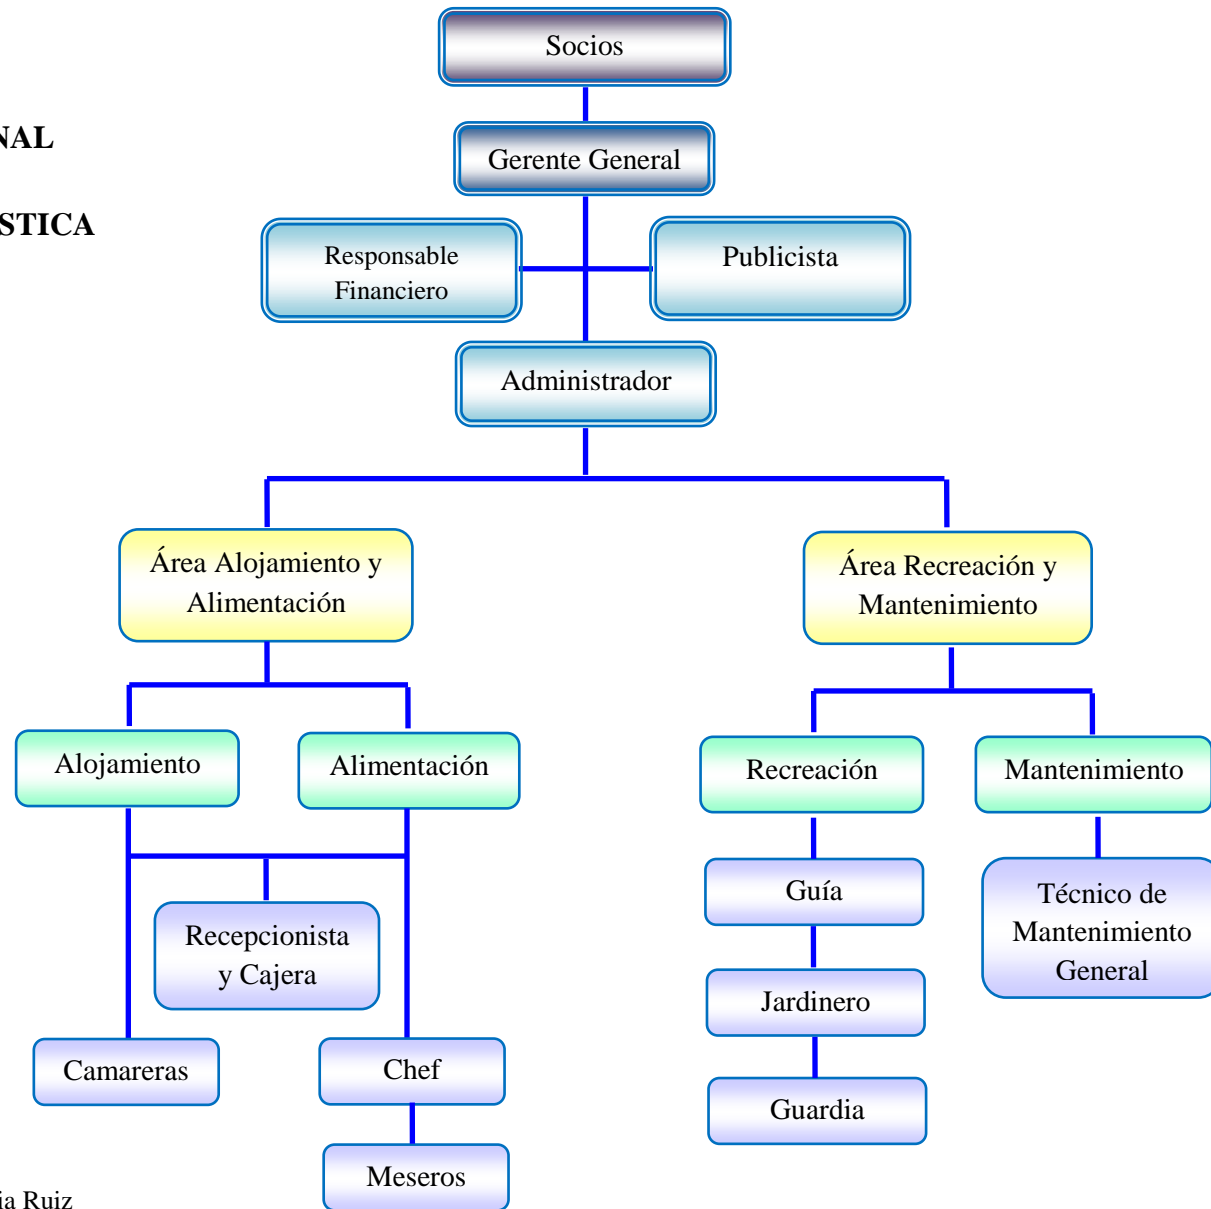 Socios
NAL
Gerente General
STICA
Responsable
Financiero
Publicista
Administrador
Área Alojamiento y
Alimentación
Área Recreación y
Mantenimiento
Alojamiento
Alimentación
Recreación
Mantenimiento
Recepcionista
y Cajera
Guía
Técnico de
Mantenimiento
General
Jardinero
Camareras
Chef
Guardia
Meseros
ia Ruiz